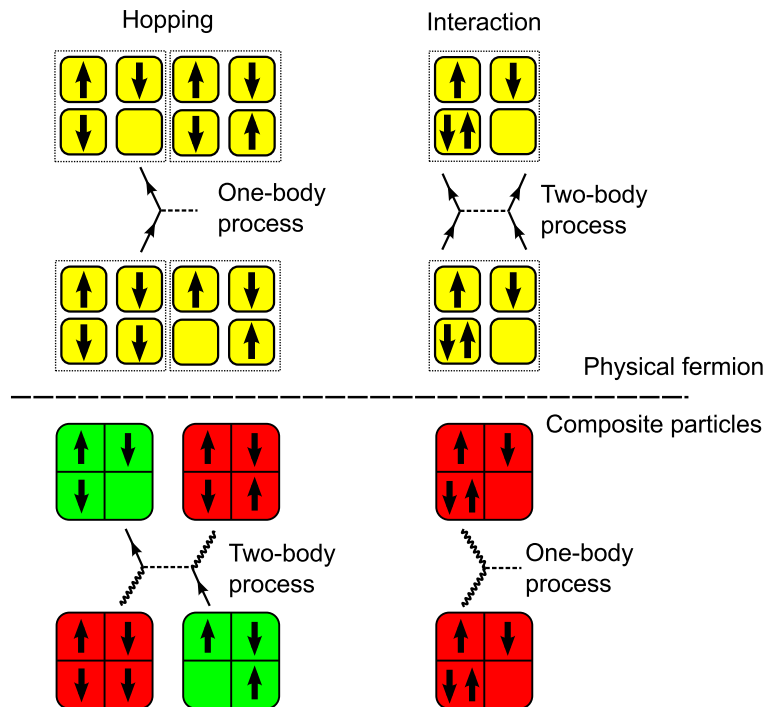 Hopping
Interaction
One-body
process
Two-body
process
Physical fermion
Composite particles
Two-body
process
One-body
process